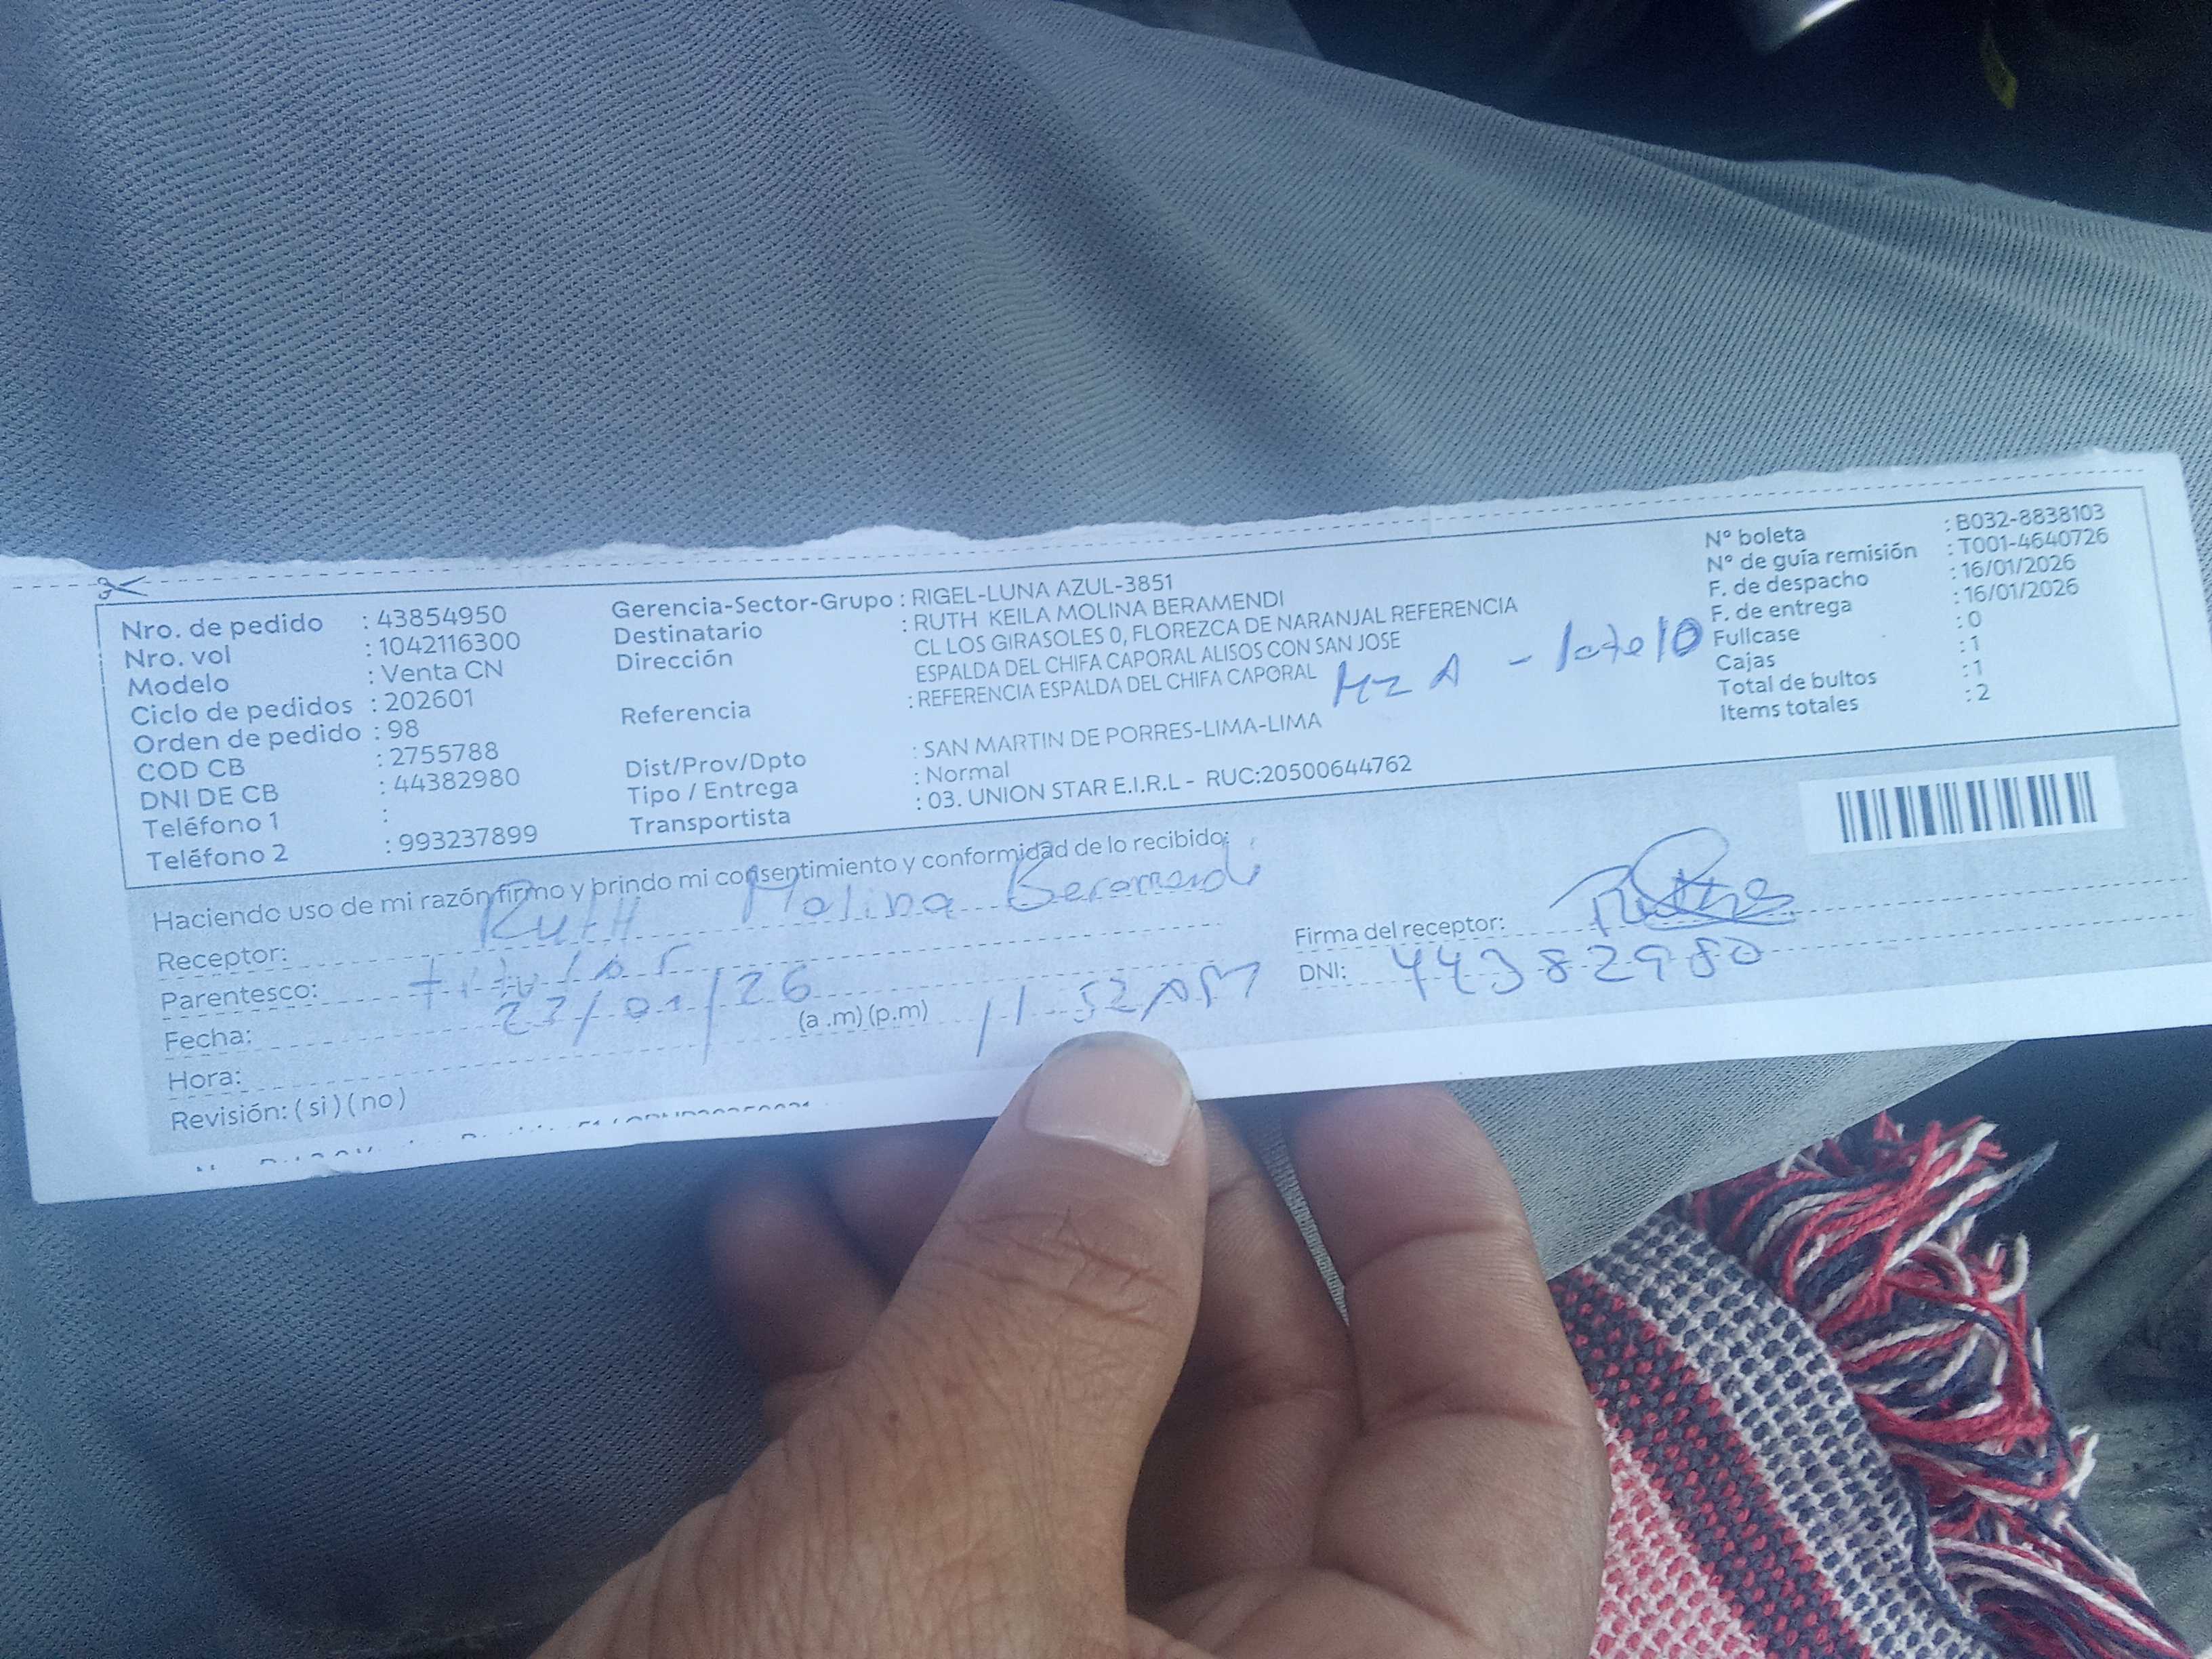 Nro. de pedido : 43854950
Nro. vol : 1042116300
Modelo : Venta CN
Ciclo de pedidos : 202601
Orden de pedido : 98
COD CB : 2755788
DNI DE CB : 44382980
Teléfono 1 :
Teléfono 2 : 993237899
Gerencia-Sector-Grupo : RIGEL-LUNA AZUL-3851
Destinatario : RUTH KEILA MOLINA BERAMENDI
Dirección CL LOS GIRASOLES 0, FLOREZCA DE NARANJAL REFERENCIA
ESPALDA DEL CHIFA CAPORAL ALISOS CON SAN JOSE
Referencia : REFERENCIA ESPALDA DEL CHIFA CAPORAL
Mz A - lote 10
Dist/Prov/Dpto : SAN MARTIN DE PORRES-LIMA-LIMA
Tipo / Entrega : Normal
Transportista : 03. UNION STAR E.I.R.L - RUC:20500644762
N° boleta : B032-8838103
N° de guía remisión : T001-4640726
F. de despacho : 16/01/2026
F. de entrega : 16/01/2026
Fullcase : 0
Cajas : 1
Total de bultos : 1
Items totales : 2
Haciendo uso de mi razón firmo y brindo mi consentimiento y conformidad de lo recibido:
Receptor: Ruth Molina Beramendi
Parentesco: titular
Fecha: 23/01/26
Hora: (a.m) (p.m) 11 52 AM
Revisión: ( si ) ( no )
Firma del receptor:
DNI: 44382980